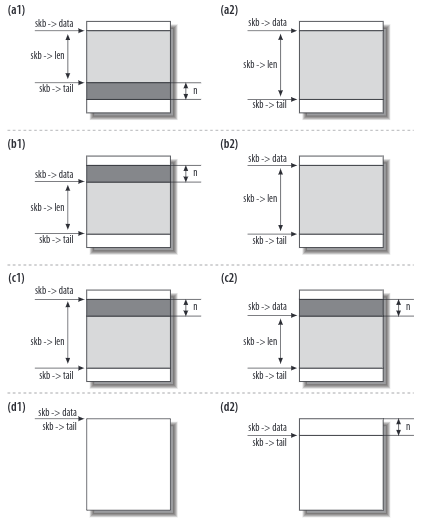 (a1)
skb -> data
skb -> len
skb -> tail
n
(a2)
skb -> data
skb -> len
skb -> tail
(b1)
skb -> data
n
skb -> len
skb -> tail
(b2)
skb -> data
skb -> len
skb -> tail
(c1)
skb -> data
n
skb -> len
skb -> tail
(c2)
skb -> data
n
skb -> len
skb -> tail
(d1)
skb -> data
skb -> tail
(d2)
skb -> data
n
skb -> tail